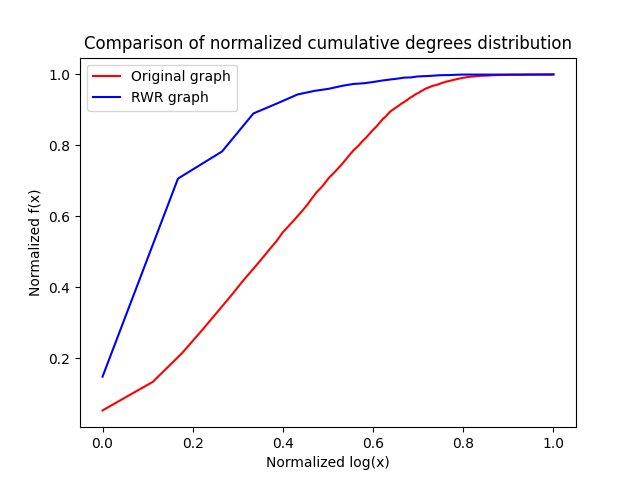 Comparison of normalized cumulative degrees distribution
Original graph
RWR graph
Normalized f(x)
1.0
0.8
0.6
0.4
0.2
0.0 0.2 0.4 0.6 0.8 1.0
Normalized log(x)